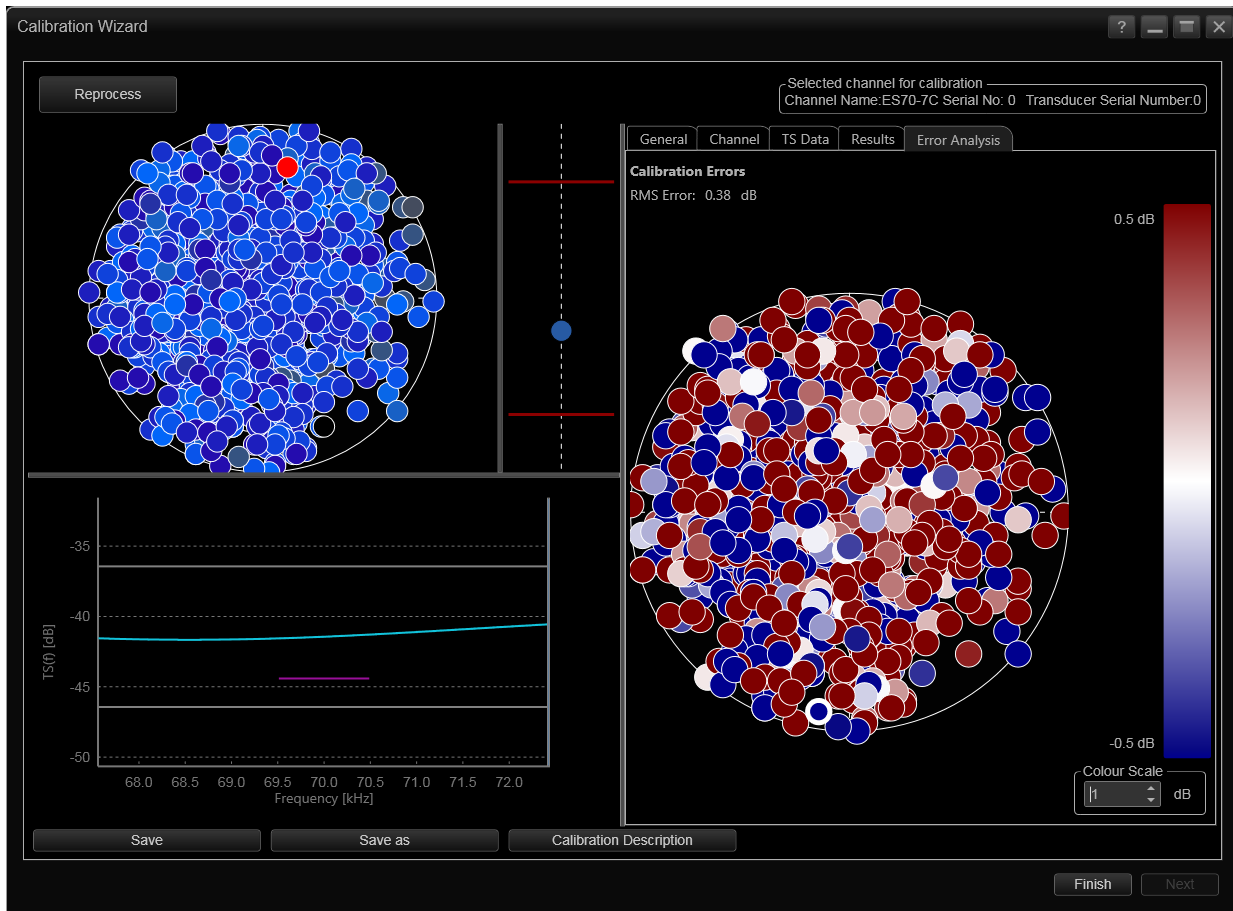 Calibration Wizard
?
Reprocess
Selected channel for calibration
Channel Name:ES70-7C Serial No: 0 Transducer Serial Number:0
General Channel TS Data Results Error Analysis
Calibration Errors
RMS Error: 0.38 dB
0.5 dB
-0.5 dB
Colour Scale
1 dB
-35
-40
-45
-50
TS(f) [dB]
68.0 68.5 69.0 69.5 70.0 70.5 71.0 71.5 72.0
Frequency [kHz]
Save Save as Calibration Description
Finish Next